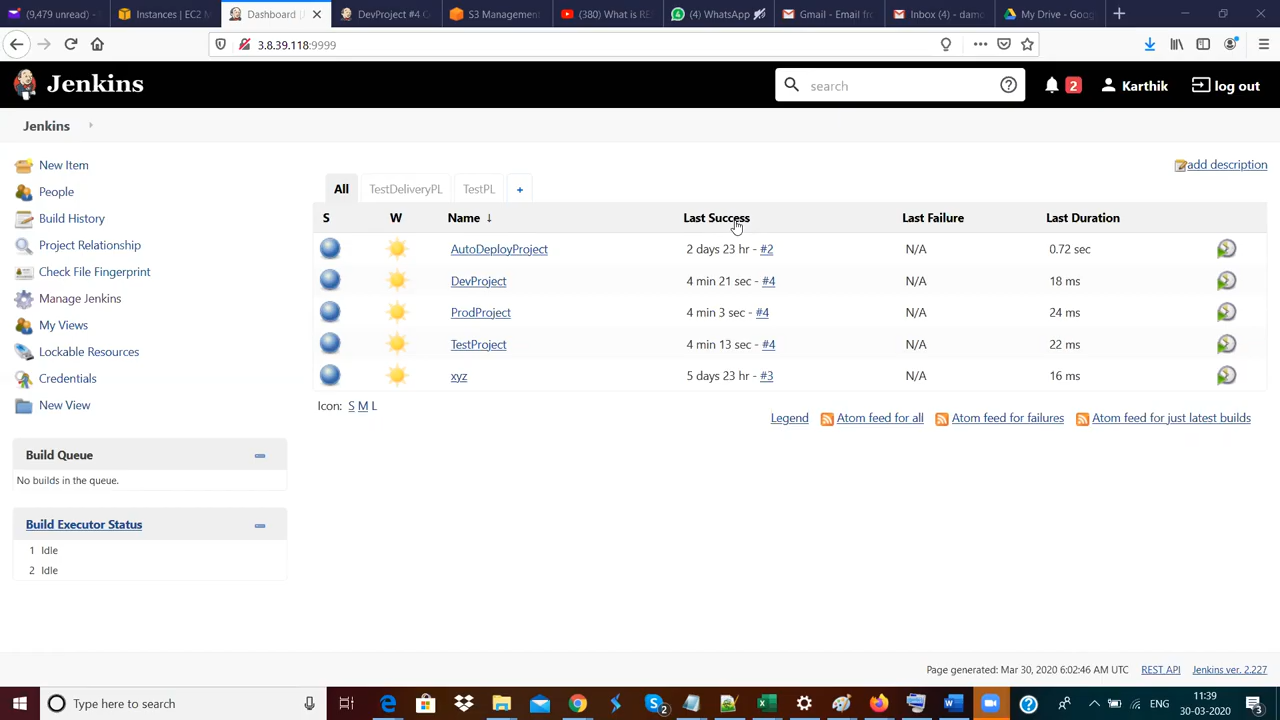 (9,479 unread) -
Instances | EC2 M
Dashboard [
DevProject #4 C
S3 Management
(380) What is RE
(4) WhatsApp
Gmail - Email fro
Inbox (4) - damo
My Drive - Goog
3.8.39.118:9999
Jenkins
search
2
Karthik
log out
Jenkins
New Item
People
Build History
Project Relationship
Check File Fingerprint
Manage Jenkins
My Views
Lockable Resources
Credentials
New View
Build Queue
No builds in the queue.
Build Executor Status
1 Idle
2 Idle
add description
All TestDeliveryPL TestPL +
S W Name ↓ Last Success Last Failure Last Duration
AutoDeployProject 2 days 23 hr - #2 N/A 0.72 sec
DevProject 4 min 21 sec - #4 N/A 18 ms
ProdProject 4 min 3 sec - #4 N/A 24 ms
TestProject 4 min 13 sec - #4 N/A 22 ms
xyz 5 days 23 hr - #3 N/A 16 ms
Icon: S M L
Legend Atom feed for all Atom feed for failures Atom feed for just latest builds
Page generated: Mar 30, 2020 6:02:46 AM UTC REST API Jenkins ver. 2.227
Type here to search
2
ENG
11:39
30-03-2020
3